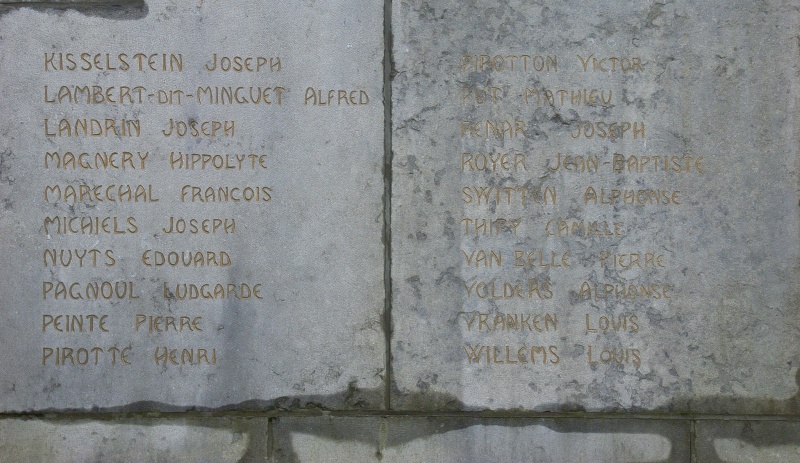 KISSELSTEIN JOSEPH
LAMBERT-DIT-MINGUET ALFRED
LANDRIN JOSEPH
MAGNERY HIPPOLYTE
MARECHAL FRANCOIS
MICHIELS JOSEPH
NUYTS EDOUARD
PAGNOUL LUDGARDE
PEINTE PIERRE
PIROTTE HENRI
PIROTTON VICTOR
MATHIEU
JOSEPH
ROYER JEAN-BAPTISTE
SWITTEN ALPHONSE
THIRY CAMILLE
VAN BELLE PIERRE
VOLDERS ALPHONSE
VRANKEN LOUIS
WILLEMS LOUIS